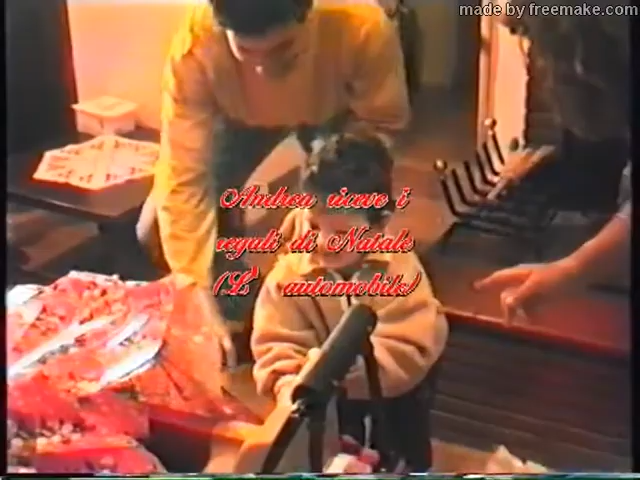 made by freemake.com
Andrea riceve i
regali di Natale
(L' automobile)